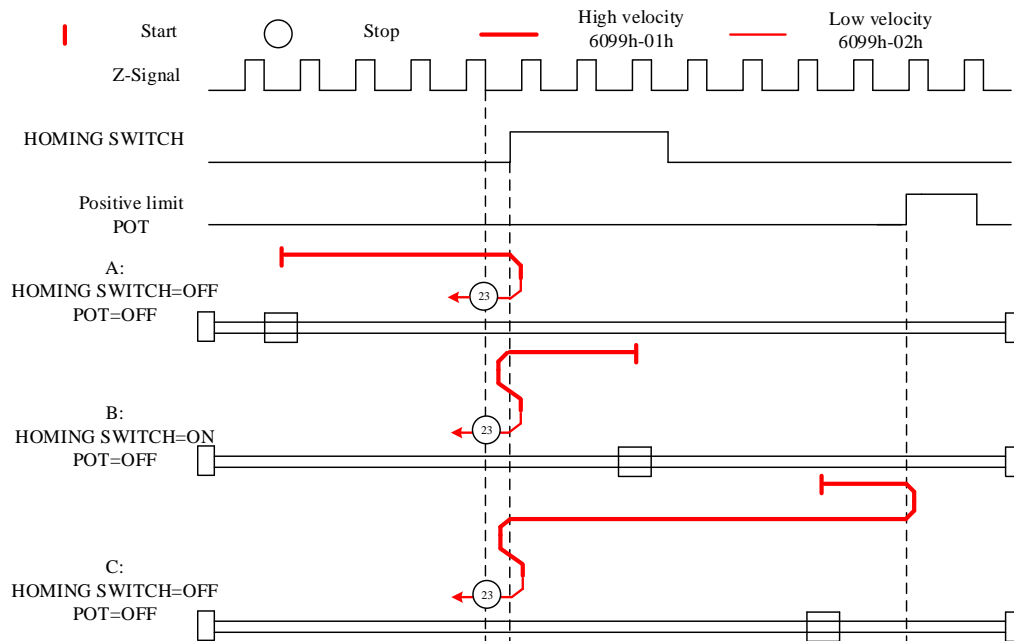 Start
Stop
High velocity
6099h-01h
Low velocity
6099h-02h
Z-Signal
HOMING SWITCH
Positive limit
POT
A:
HOMING SWITCH=OFF
POT=OFF
23
B:
HOMING SWITCH=ON
POT=OFF
23
C:
HOMING SWITCH=OFF
POT=OFF
23